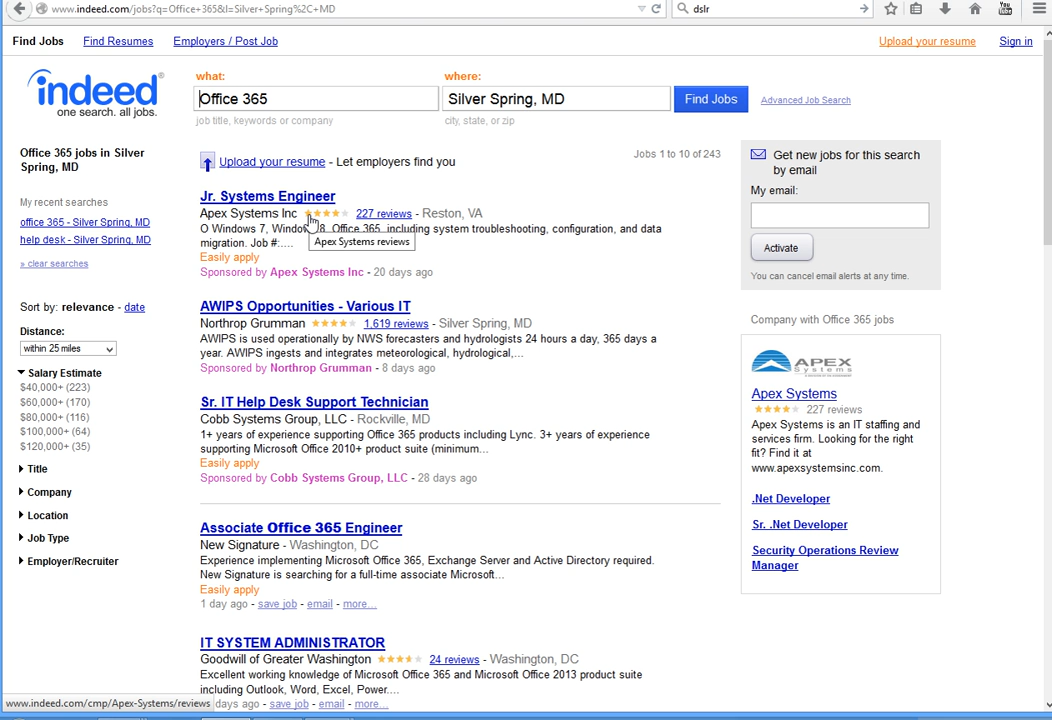 www.indeed.com/jobs?q=Office+365&l=Silver+Spring%2C+MD
dslr
You
Find Jobs
Find Resumes
Employers / Post Job
Upload your resume
Sign in
indeed®
one search. all jobs.
what:
where:
Office 365
Silver Spring, MD
Find Jobs
Advanced Job Search
job title, keywords or company
city, state, or zip
Office 365 jobs in Silver
Spring, MD
My recent searches
office 365 - Silver Spring, MD
help desk - Silver Spring, MD
» clear searches
Sort by: relevance - date
Distance:
within 25 miles
Salary Estimate
$40,000+ (223)
$60,000+ (170)
$80,000+ (116)
$100,000+ (64)
$120,000+ (35)
Title
Company
Location
Job Type
Employer/Recruiter
Upload your resume - Let employers find you
Jobs 1 to 10 of 243
Jr. Systems Engineer
Apex Systems Inc 227 reviews - Reston, VA
O Windows 7, Windows 8, Office 365, including system troubleshooting, configuration, and data
migration. Job #:....
Apex Systems reviews
Easily apply
Sponsored by Apex Systems Inc - 20 days ago
AWIPS Opportunities - Various IT
Northrop Grumman 1,619 reviews - Silver Spring, MD
AWIPS is used operationally by NWS forecasters and hydrologists 24 hours a day, 365 days a
year. AWIPS ingests and integrates meteorological, hydrological,...
Sponsored by Northrop Grumman - 8 days ago
Sr. IT Help Desk Support Technician
Cobb Systems Group, LLC - Rockville, MD
1+ years of experience supporting Office 365 products including Lync. 3+ years of experience
supporting Microsoft Office 2010+ product suite (minimum...
Easily apply
Sponsored by Cobb Systems Group, LLC - 28 days ago
Associate Office 365 Engineer
New Signature - Washington, DC
Experience implementing Microsoft Office 365, Exchange Server and Active Directory required.
New Signature is searching for a full-time associate Microsoft...
Easily apply
1 day ago - save job - email - more...
IT SYSTEM ADMINISTRATOR
Goodwill of Greater Washington 24 reviews - Washington, DC
Excellent working knowledge of Microsoft Office 365 and Microsoft Office 2013 product suite
including Outlook, Word, Excel, Power....
days ago - save job - email - more...
Get new jobs for this search
by email
My email:
Activate
You can cancel email alerts at any time.
Company with Office 365 jobs
APEX
Systems
Apex Systems
227 reviews
Apex Systems is an IT staffing and
services firm. Looking for the right
fit? Find it at
www.apexsystemsinc.com.
.Net Developer
Sr. .Net Developer
Security Operations Review
Manager
www.indeed.com/cmp/Apex-Systems/reviews